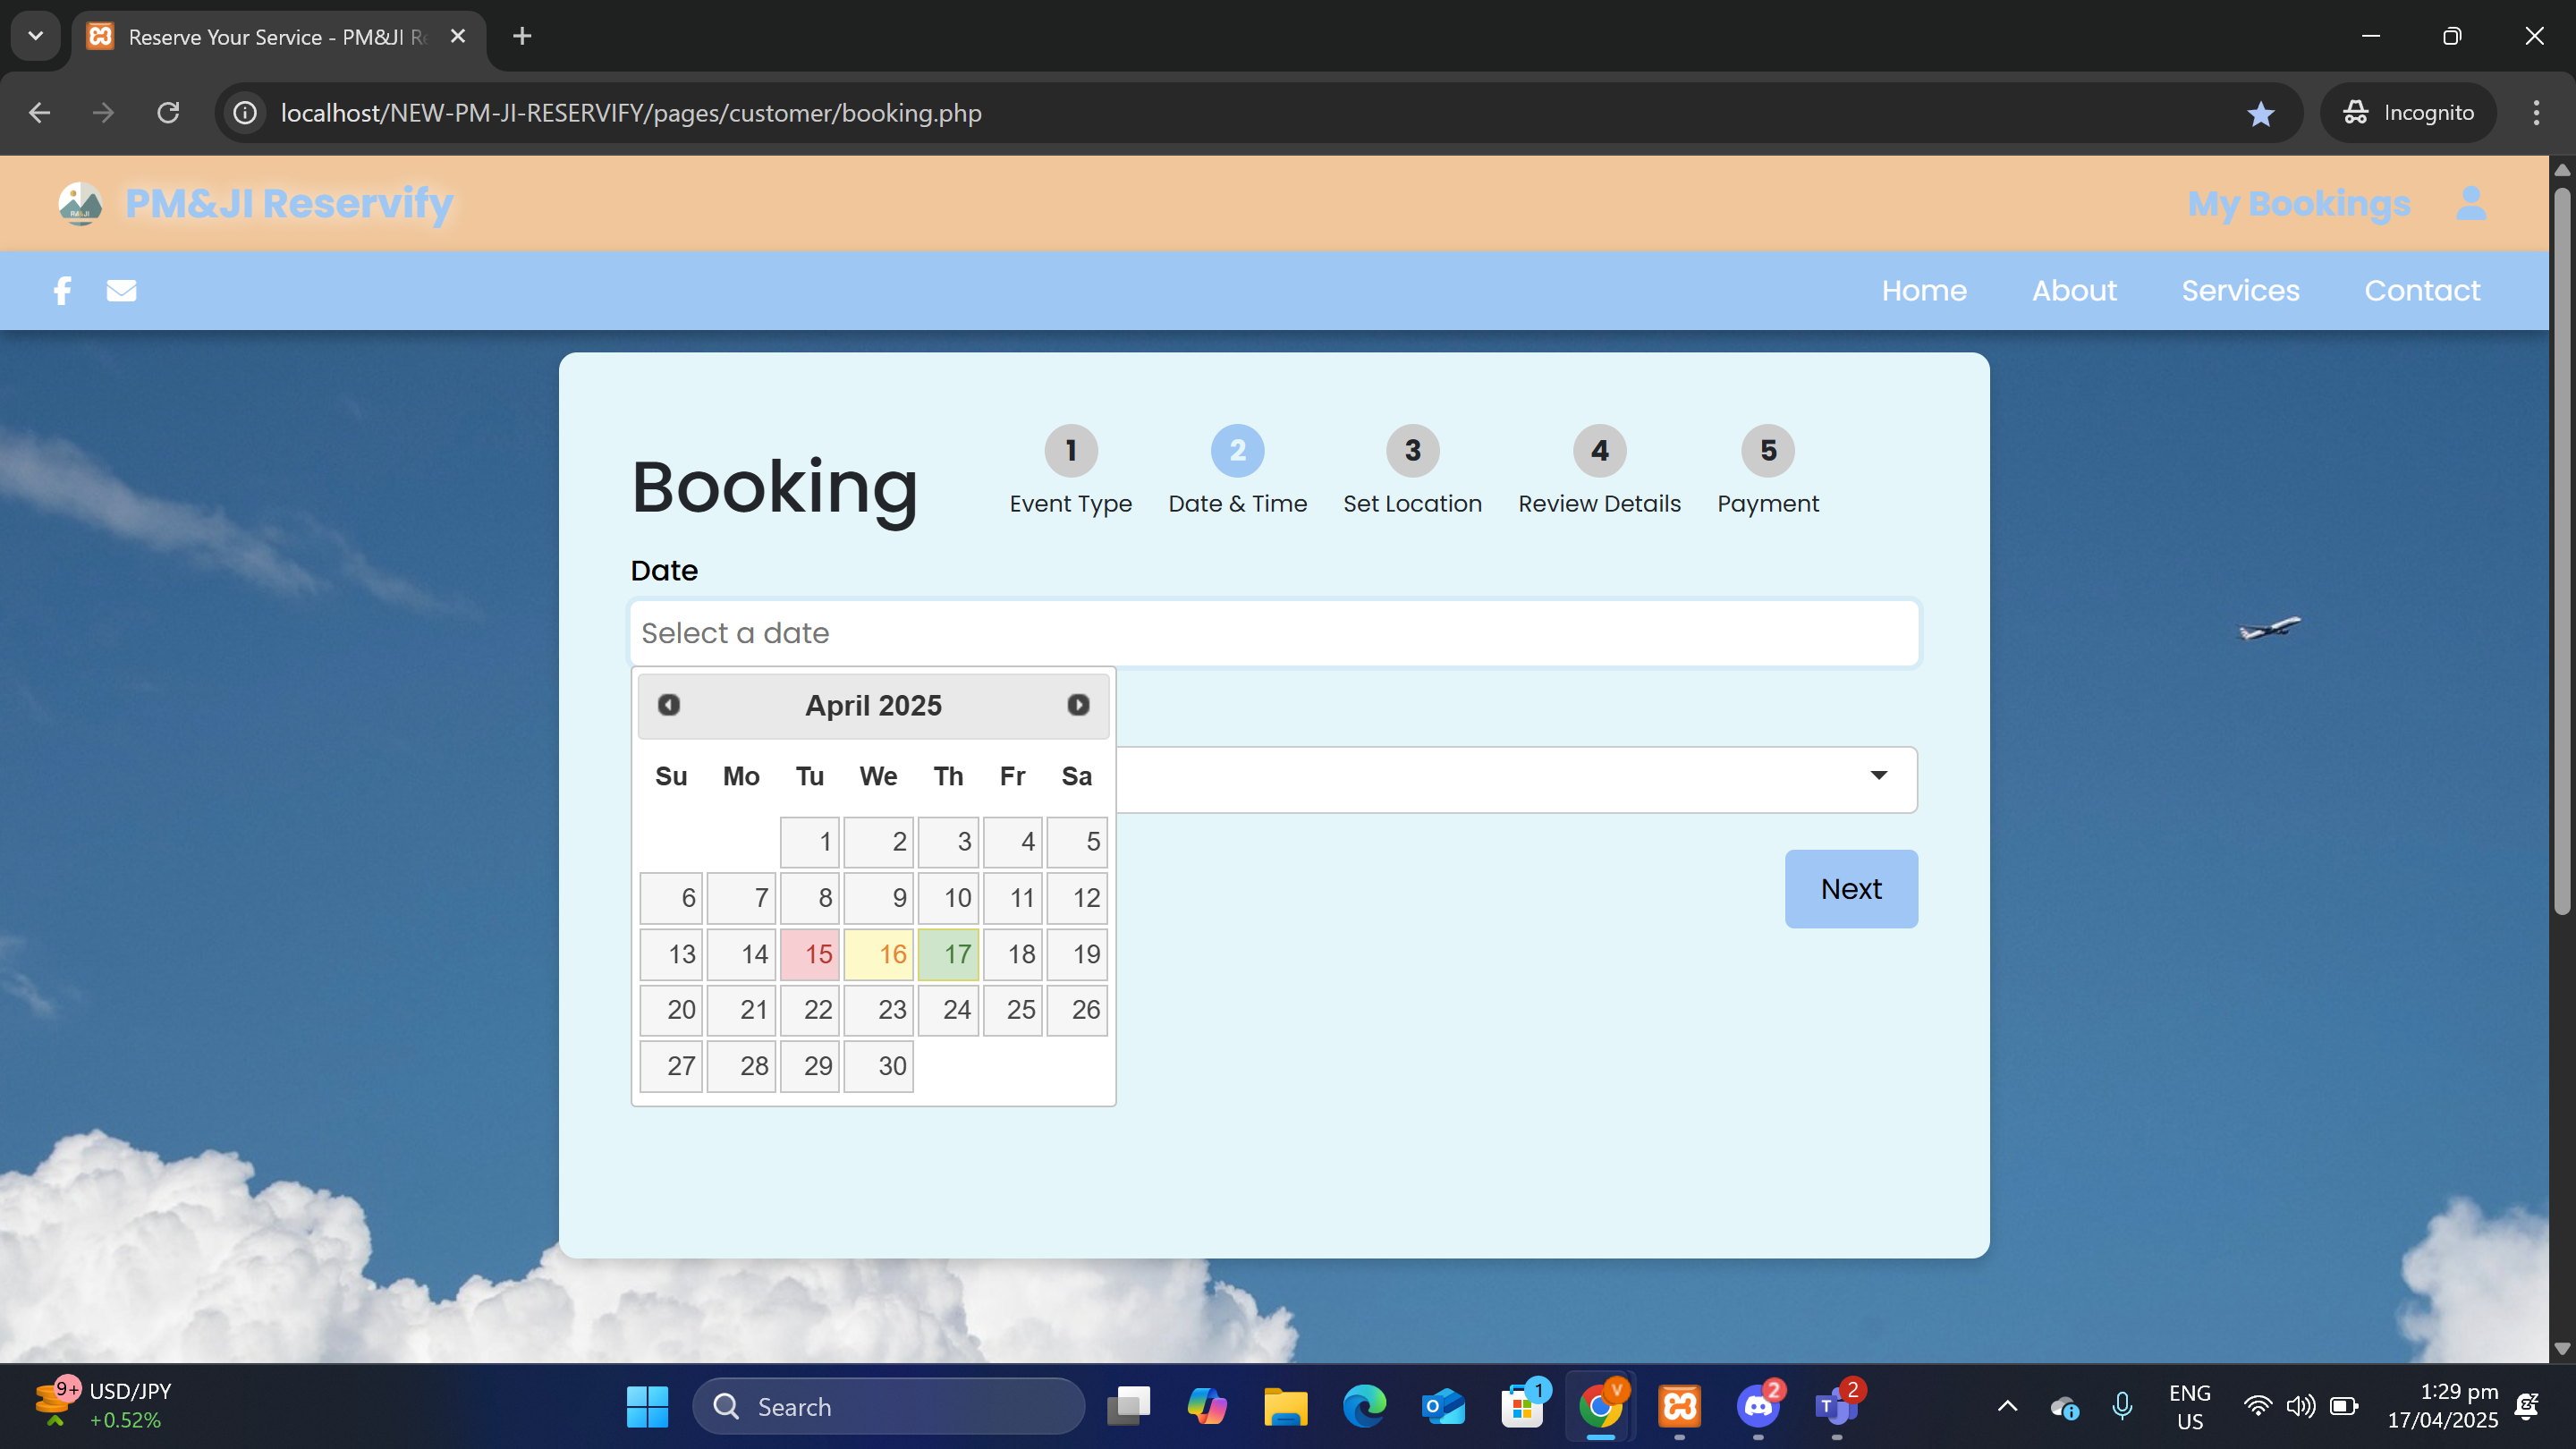 Reserve Your Service - PM&JI Re
localhost/NEW-PM-JI-RESERVIFY/pages/customer/booking.php
Incognito
PM&JI Reservify
My Bookings
Home About Services Contact
Booking
1 2 3 4 5
Event Type Date & Time Set Location Review Details Payment
Date
Select a date
April 2025
Su Mo Tu We Th Fr Sa
1 2 3 4 5
6 7 8 9 10 11 12
13 14 15 16 17 18 19
20 21 22 23 24 25 26
27 28 29 30
Next
9+
USD/JPY
+0.52%
Search
1
V
2
2
ENG
US
1:29 pm
17/04/2025